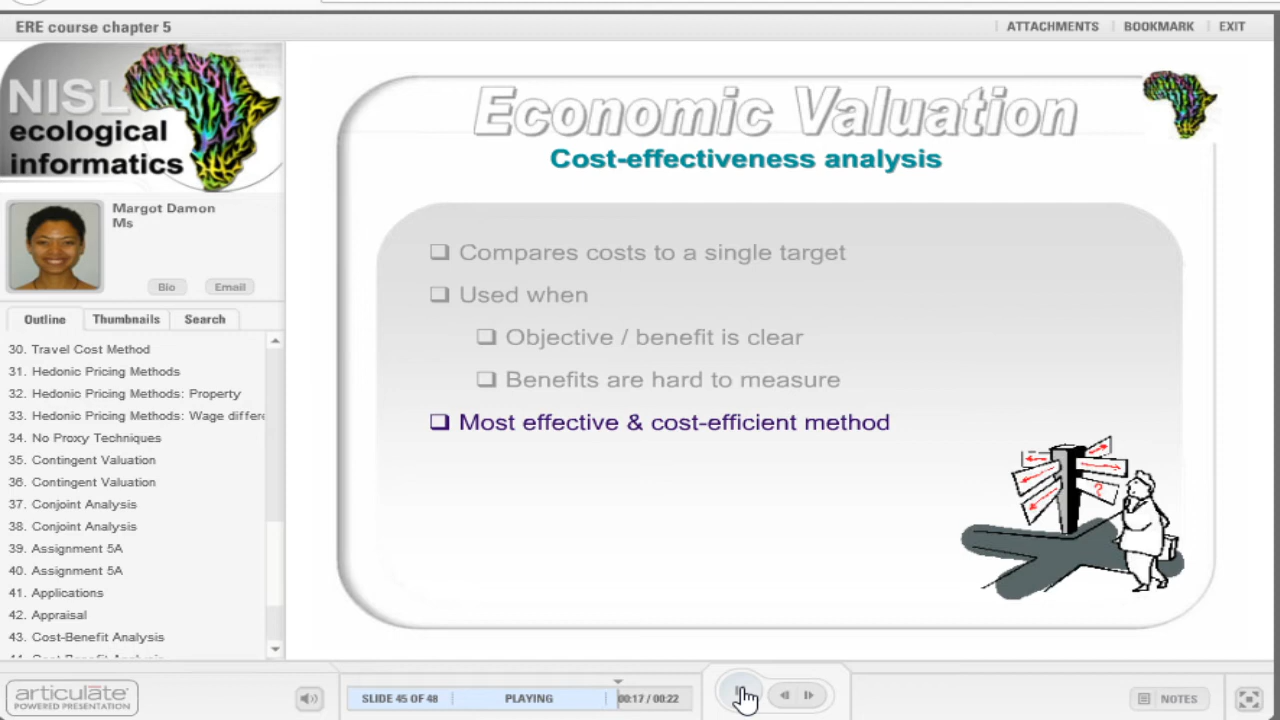 ERE course chapter 5
ATTACHMENTS
BOOKMARK
EXIT
NISL
ecological
informatics
Margot Damon
Ms
Bio
Email
Outline
Thumbnails
Search
30. Travel Cost Method
31. Hedonic Pricing Methods
32. Hedonic Pricing Methods: Property
33. Hedonic Pricing Methods: Wage differe
34. No Proxy Techniques
35. Contingent Valuation
36. Contingent Valuation
37. Conjoint Analysis
38. Conjoint Analysis
39. Assignment 5A
40. Assignment 5A
41. Applications
42. Appraisal
43. Cost-Benefit Analysis
Economic Valuation
Cost-effectiveness analysis
Compares costs to a single target
Used when
Objective / benefit is clear
Benefits are hard to measure
Most effective & cost-efficient method
?
articulate
POWERED PRESENTATION
SLIDE 45 OF 48
PLAYING
00:17 / 00:22
NOTES